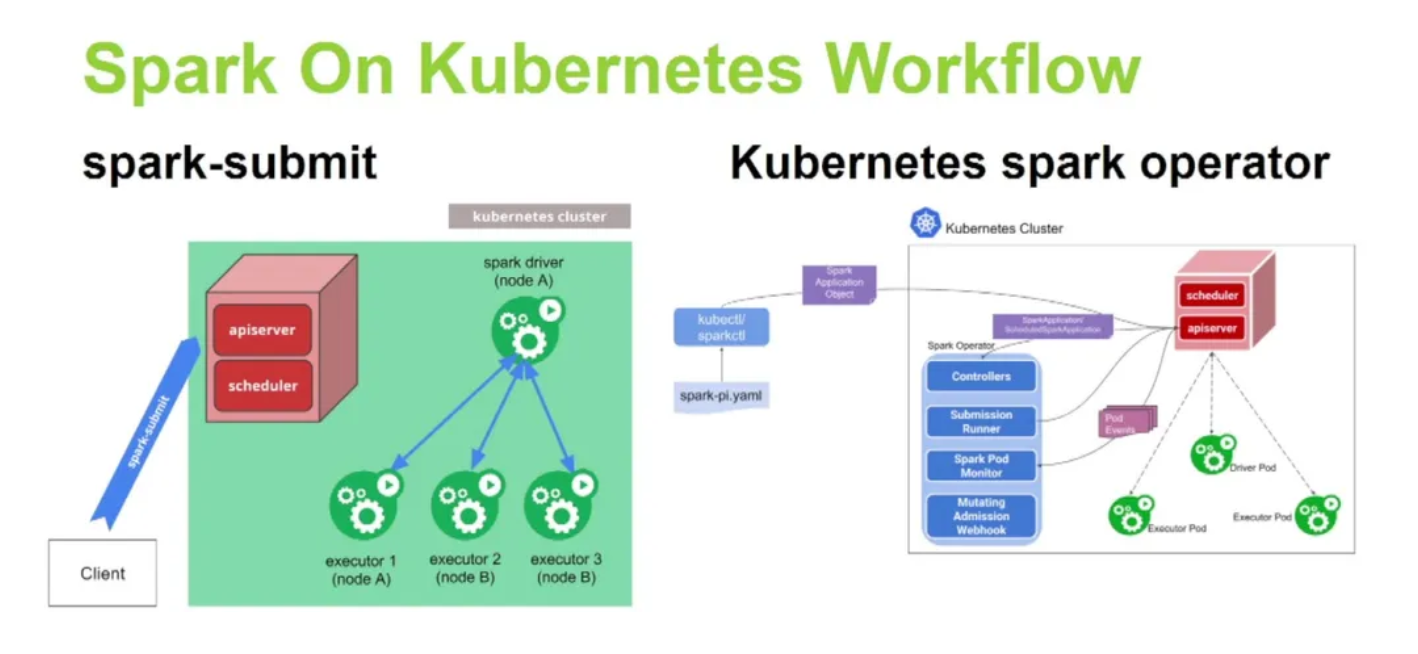 Spark On Kubernetes Workflow
spark-submit
kubernetes cluster
spark driver
(node A)
apiserver
scheduler
spark-submit
Client
executor 1
(node A)
executor 2
(node B)
executor 3
(node B)
Kubernetes spark operator
Kubernetes Cluster
Spark
Application
Object
kubectl/
sparkctl
spark-pi.yaml
SparkApplication/
ScheduledSparkApplication
Spark Operator
Controllers
Submission
Runner
Spark Pod
Monitor
Mutating
Admission
Webhook
Pod
Events
scheduler
apiserver
Driver Pod
Executor Pod
Executor Pod